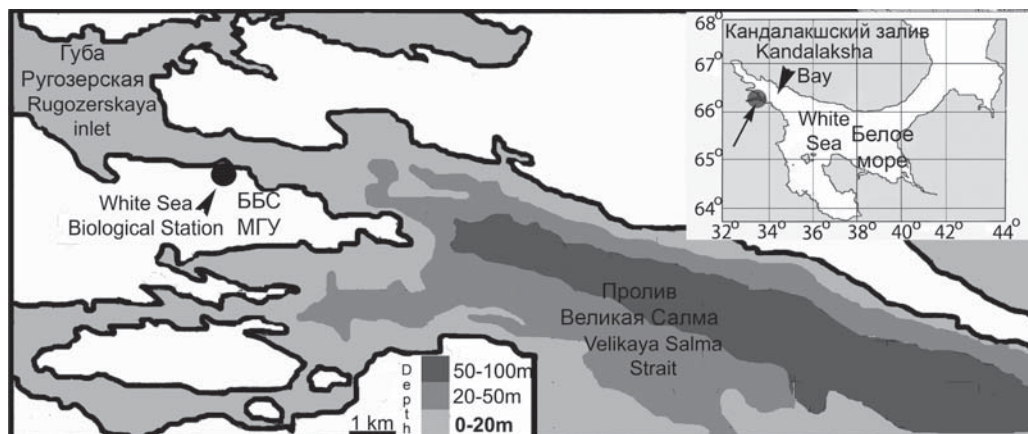 Губа
Ругозерская
Rugozerskaya
inlet
White Sea
Biological Station
ББС
МГУ
Пролив
Великая Салма
Velikaya Salma
Strait
Depth
50-100m
20-50m
0-20m
1 km
68°
67°
66°
65°
64°
32° 34° 36° 38° 40° 42° 44°
Кандалакшский залив
Kandalaksha
Bay
White
Sea
Белое
море